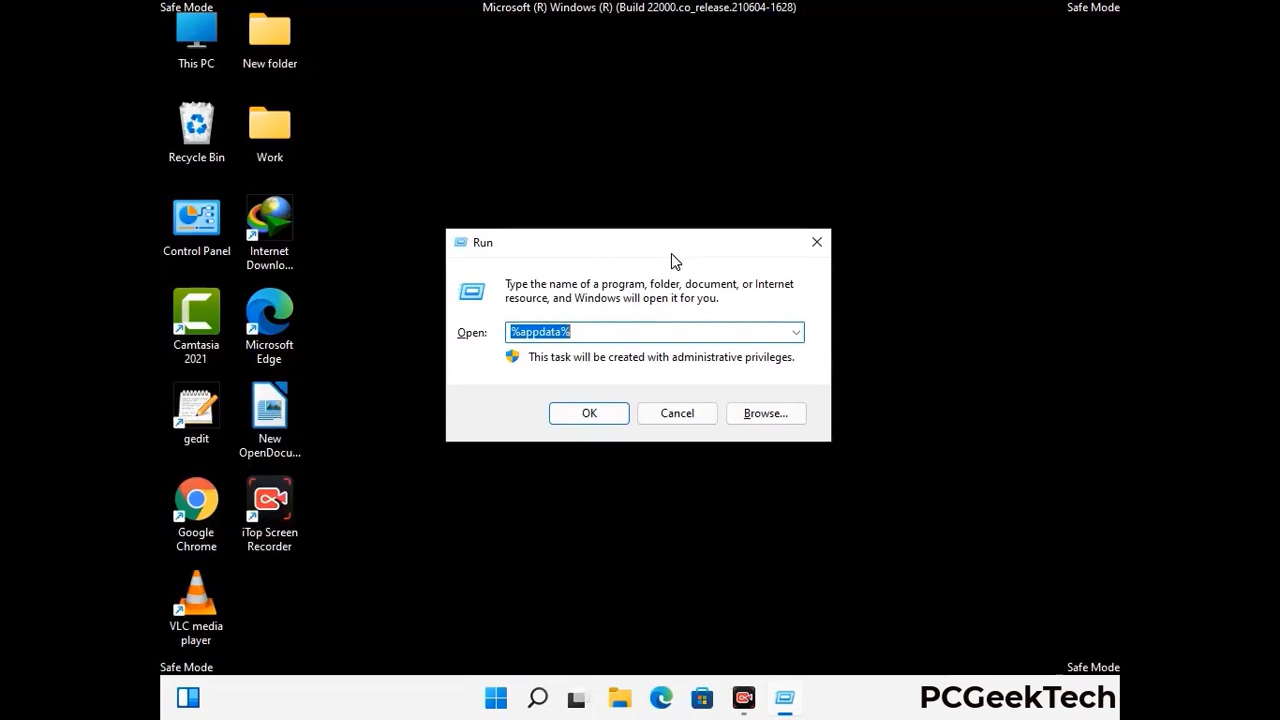 Safe Mode
Microsoft (R) Windows (R) (Build 22000.co_release.210604-1628)
Safe Mode
This PC
New folder
Recycle Bin
Work
Control Panel
Internet
Downlo...
Camtasia
2021
Microsoft
Edge
gedit
New
OpenDocu...
Google
Chrome
iTop Screen
Recorder
VLC media
player
Run
Type the name of a program, folder, document, or Internet
resource, and Windows will open it for you.
Open:
%appdata%
This task will be created with administrative privileges.
OK
Cancel
Browse...
Safe Mode
Safe Mode
PCGeekTech